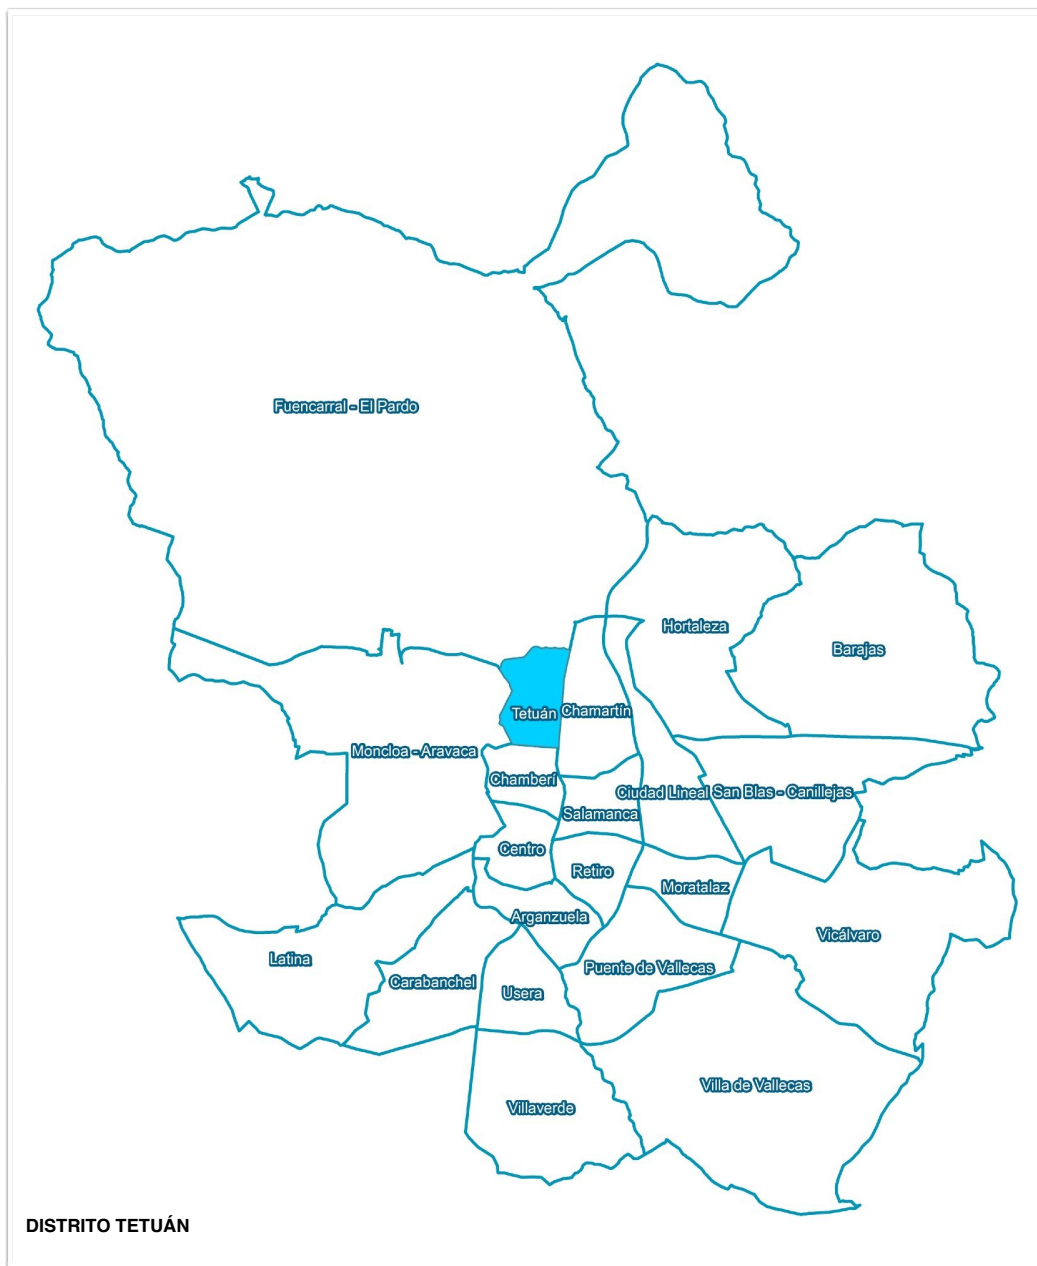 Fuencarral - El Pardo
Hortaleza
Barajas
Tetuán
Chamartín
Moncloa - Aravaca
Chamberí
Ciudad Lineal
San Blas - Canillejas
Salamanca
Centro
Retiro
Moratalaz
Arganzuela
Vicálvaro
Latina
Puente de Vallecas
Carabanchel
Usera
Villa de Vallecas
Villaverde
DISTRITO TETUÁN